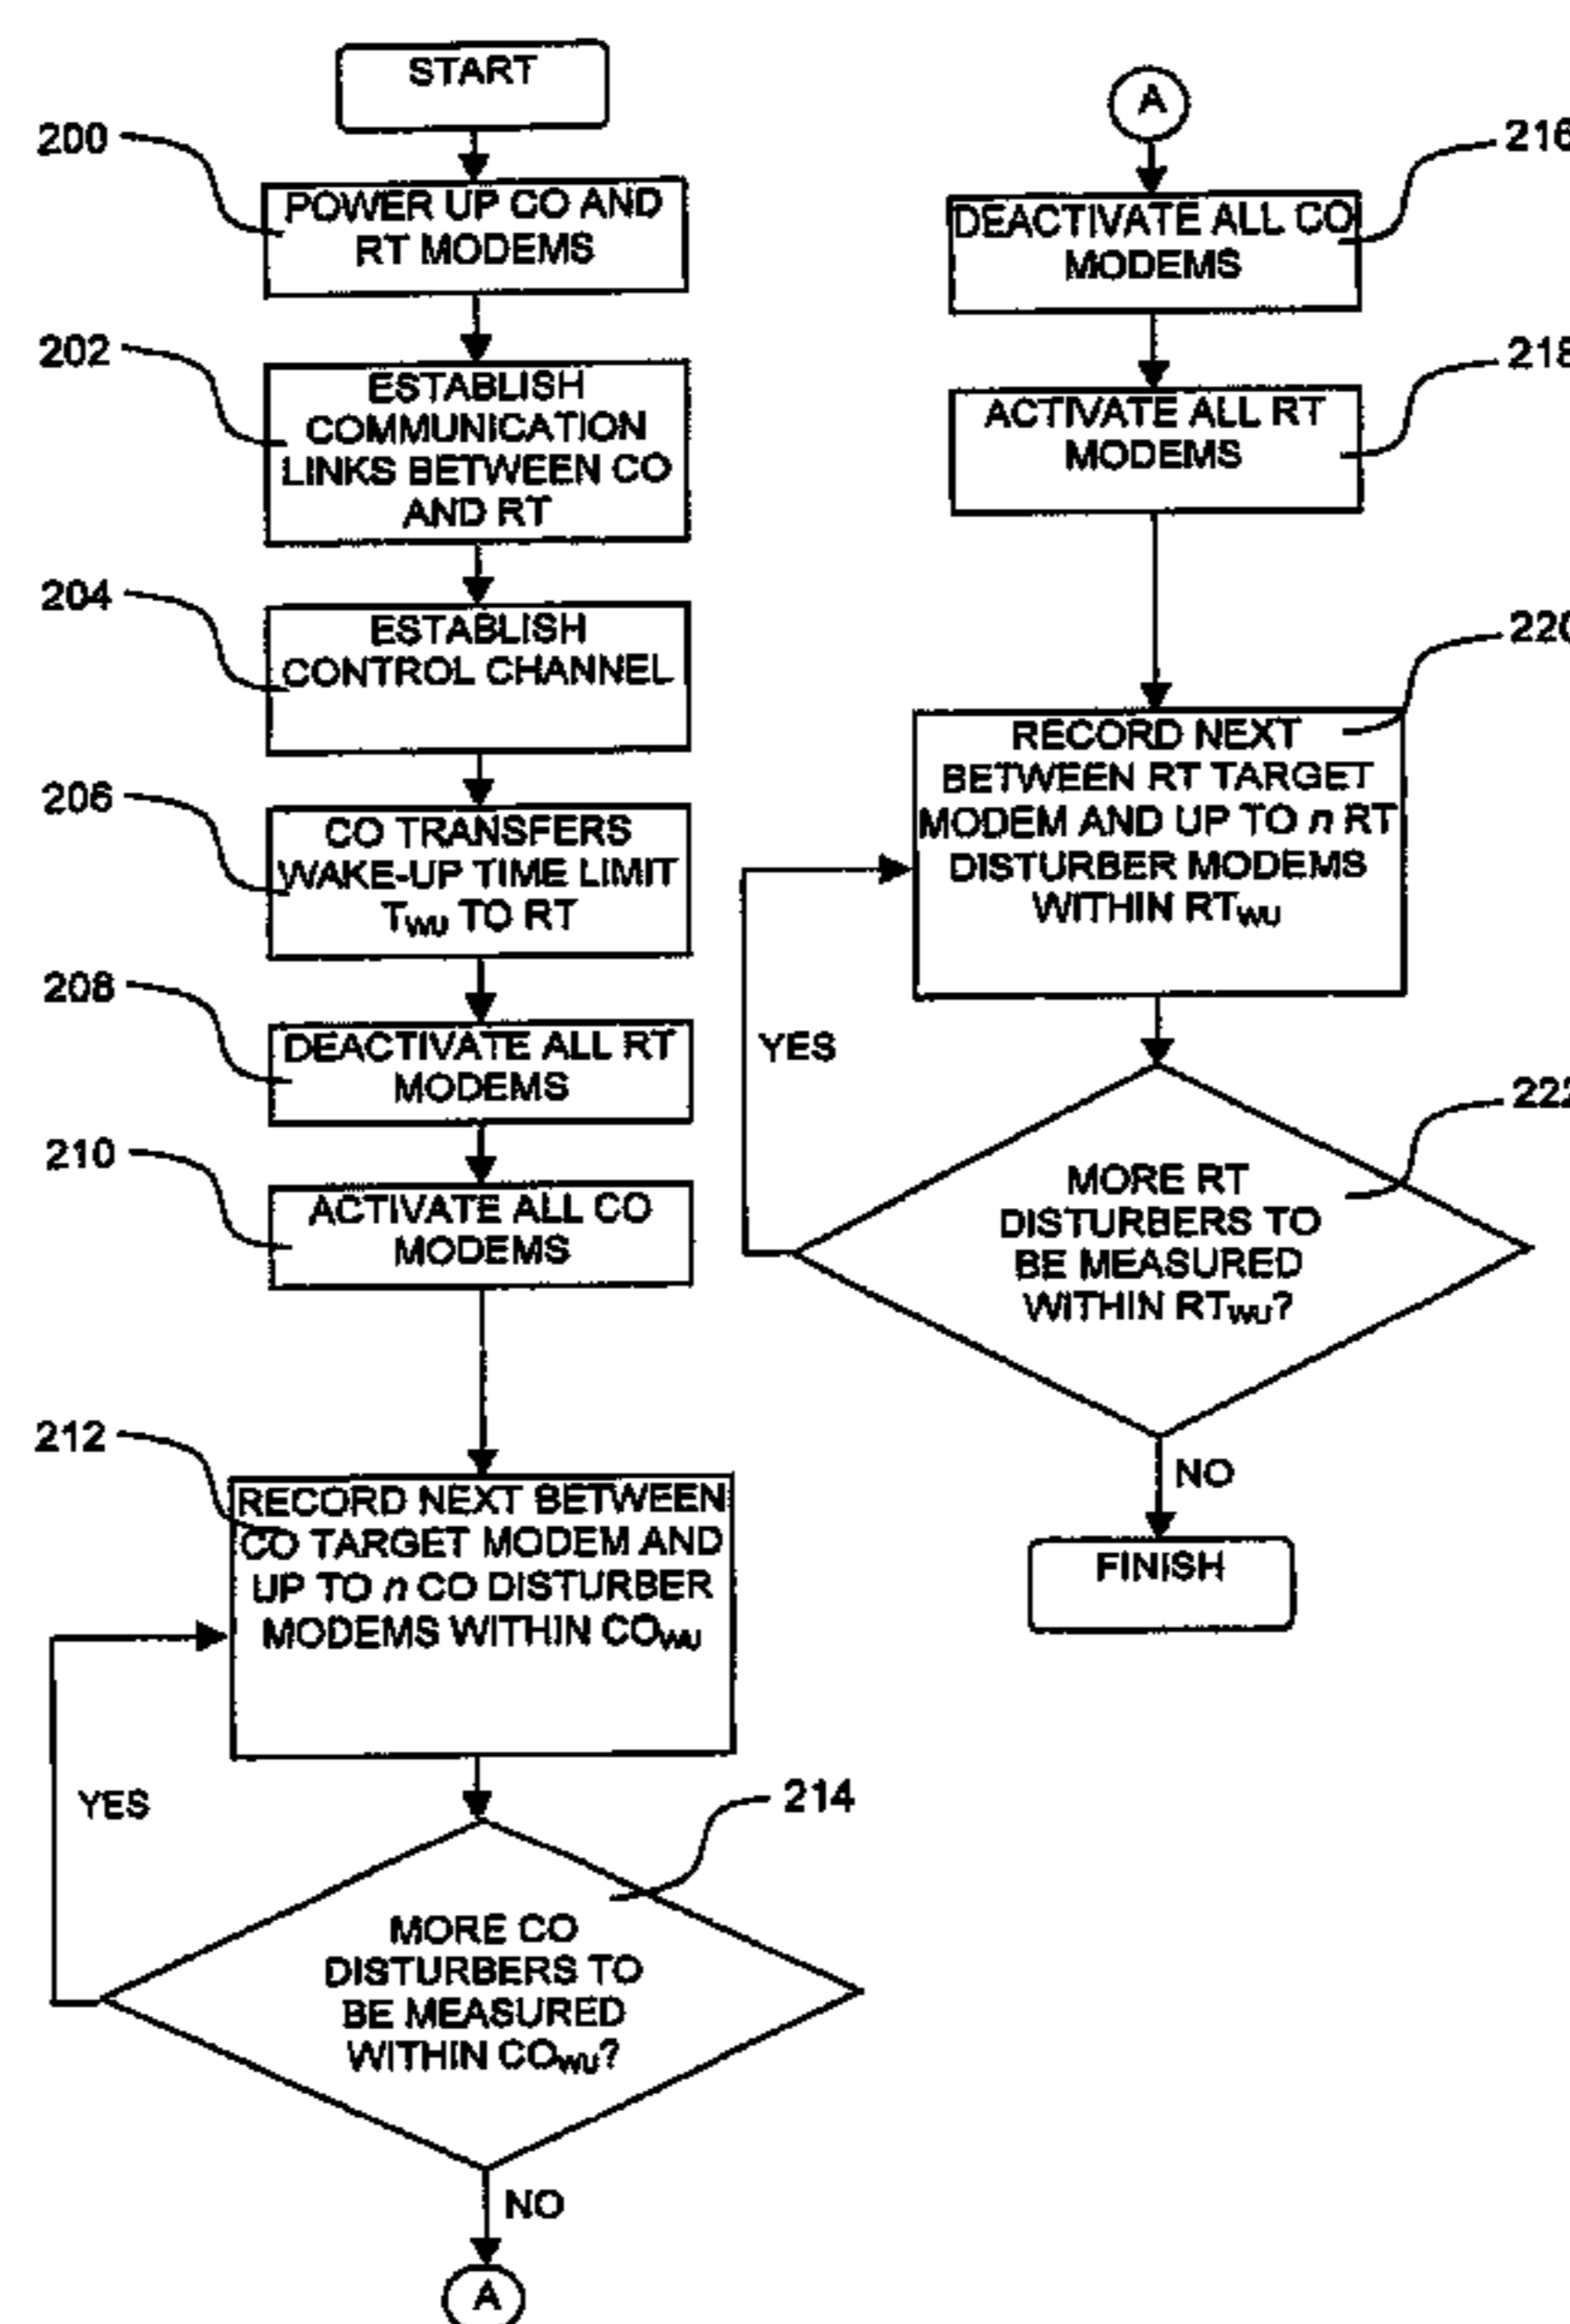 START
200
POWER UP CO AND
RT MODEMS
202
ESTABLISH
COMMUNICATION
LINKS BETWEEN CO
AND RT
204
ESTABLISH
CONTROL CHANNEL
206
CO TRANSFERS
WAKE-UP TIME LIMIT
TWU TO RT
208
DEACTIVATE ALL RT
MODEMS
210
ACTIVATE ALL CO
MODEMS
212
RECORD NEXT BETWEEN
CO TARGET MODEM AND
UP TO n CO DISTURBER
MODEMS WITHIN COWU
YES
214
MORE CO
DISTURBERS TO
BE MEASURED
WITHIN COWU?
NO
A
A
216
DEACTIVATE ALL CO
MODEMS
218
ACTIVATE ALL RT
MODEMS
220
RECORD NEXT
BETWEEN RT TARGET
MODEM AND UP TO n RT
DISTURBER MODEMS
WITHIN RTWU
YES
222
MORE RT
DISTURBERS TO
BE MEASURED
WITHIN RTWU?
NO
FINISH